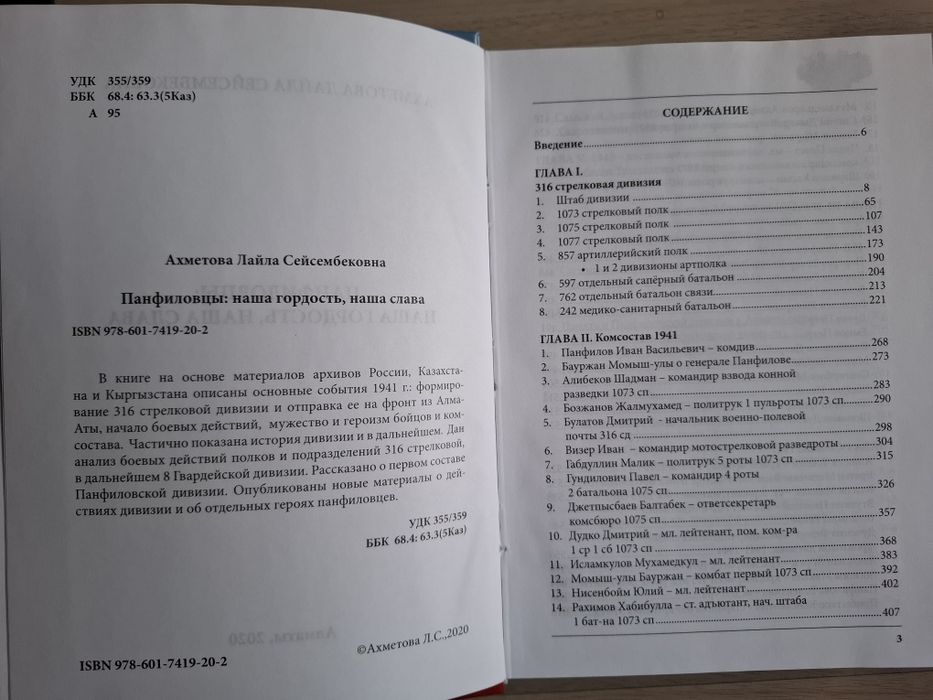 УДК 355/359
ББК 68.4: 63.3(5Каз)
А 95
Ахметова Лайла Сейсембековна
Панфиловцы: наша гордость, наша слава
ISBN 978-601-7419-20-2
В книге на основе материалов архивов России, Казахста-
на и Кыргызстана описаны основные события 1941 г.: формиро-
вание 316 стрелковой дивизии и отправка ее на фронт из Алма-
Аты, начало боевых действий, мужество и героизм бойцов и ком-
состава. Частично показана история дивизии и в дальнейшем. Дан
анализ боевых действий полков и подразделений 316 стрелковой,
в дальнейшем 8 Гвардейской дивизии. Рассказано о первом составе
Панфиловской дивизии. Опубликованы новые материалы о дей-
ствиях дивизии и об отдельных героях панфиловцев.
УДК 355/359
ББК 68.4: 63.3(5Каз)
©Ахметова Л.С.,2020
ISBN 978-601-7419-20-2
СОДЕРЖАНИЕ
Введение 6
ГЛАВА I.
316 стрелковая дивизия
1. Штаб дивизии 8
2. 1073 стрелковый полк 65
3. 1075 стрелковый полк 107
4. 1077 стрелковый полк 143
5. 857 артиллерийский полк 173
• 1 и 2 дивизионы артполка 190
6. 597 отдельный сапёрный батальон 204
7. 762 отдельный батальон связи 213
8. 242 медико-санитарный батальон 221
ГЛАВА II. Комсостав 1941
1. Панфилов Иван Васильевич – комдив 268
2. Бауржан Момыш-улы о генерале Панфилове 273
3. Алибеков Шадман – командир взвода конной
разведки 1073 сп 283
4. Бозжанов Жалмухамед – политрук 1 пульроты 1073 сп 290
5. Булатов Дмитрий - начальник военно-полевой
почты 316 сд 298
6. Визер Иван – командир мотострелковой разведроты 304
7. Габдуллин Малик – политрук 5 роты 1073 сп 315
8. Гундилович Павел – командир 4 роты
2 батальона 1075 сп 326
9. Джетпысбаев Балтабек – ответсекретарь
комсбюро 1075 сп 357
10. Дудко Дмитрий – мл. лейтенант, пом. ком-ра
1 ср 1 сб 1073 сп 368
11. Исламкулов Мухамедкул – мл. лейтенант 383
12. Момыш-улы Бауржан – комбат первый 1073 сп 392
13. Нисенбойм Юлий – мл. лейтенант 402
14. Рахимов Хабибулла – ст. адъютант, нач. штаба
1 бат-на 1073 сп 407
3